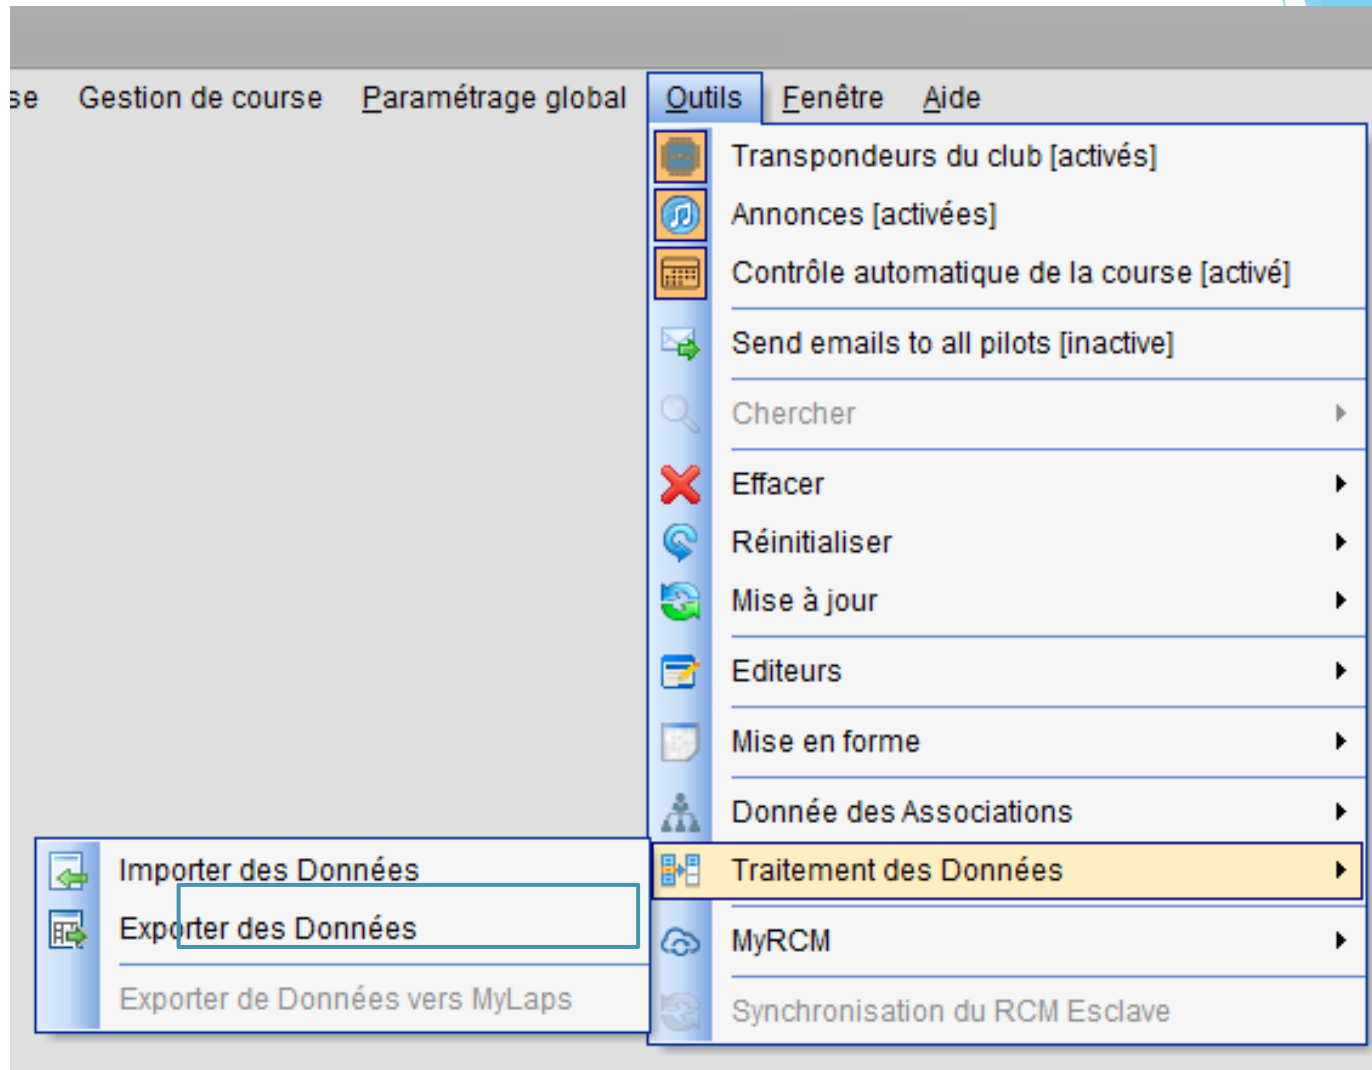 se Gestion de course Paramétrage global Outils Fenêtre Aide
Transpondeurs du club [activés]
Annonces [activées]
Contrôle automatique de la course [activé]
Send emails to all pilots [inactive]
Chercher
Effacer
Réinitialiser
Mise à jour
Editeurs
Mise en forme
Donnée des Associations
Traitement des Données
MyRCM
Synchronisation du RCM Esclave
Importer des Données
Exporter des Données
Exporter de Données vers MyLaps